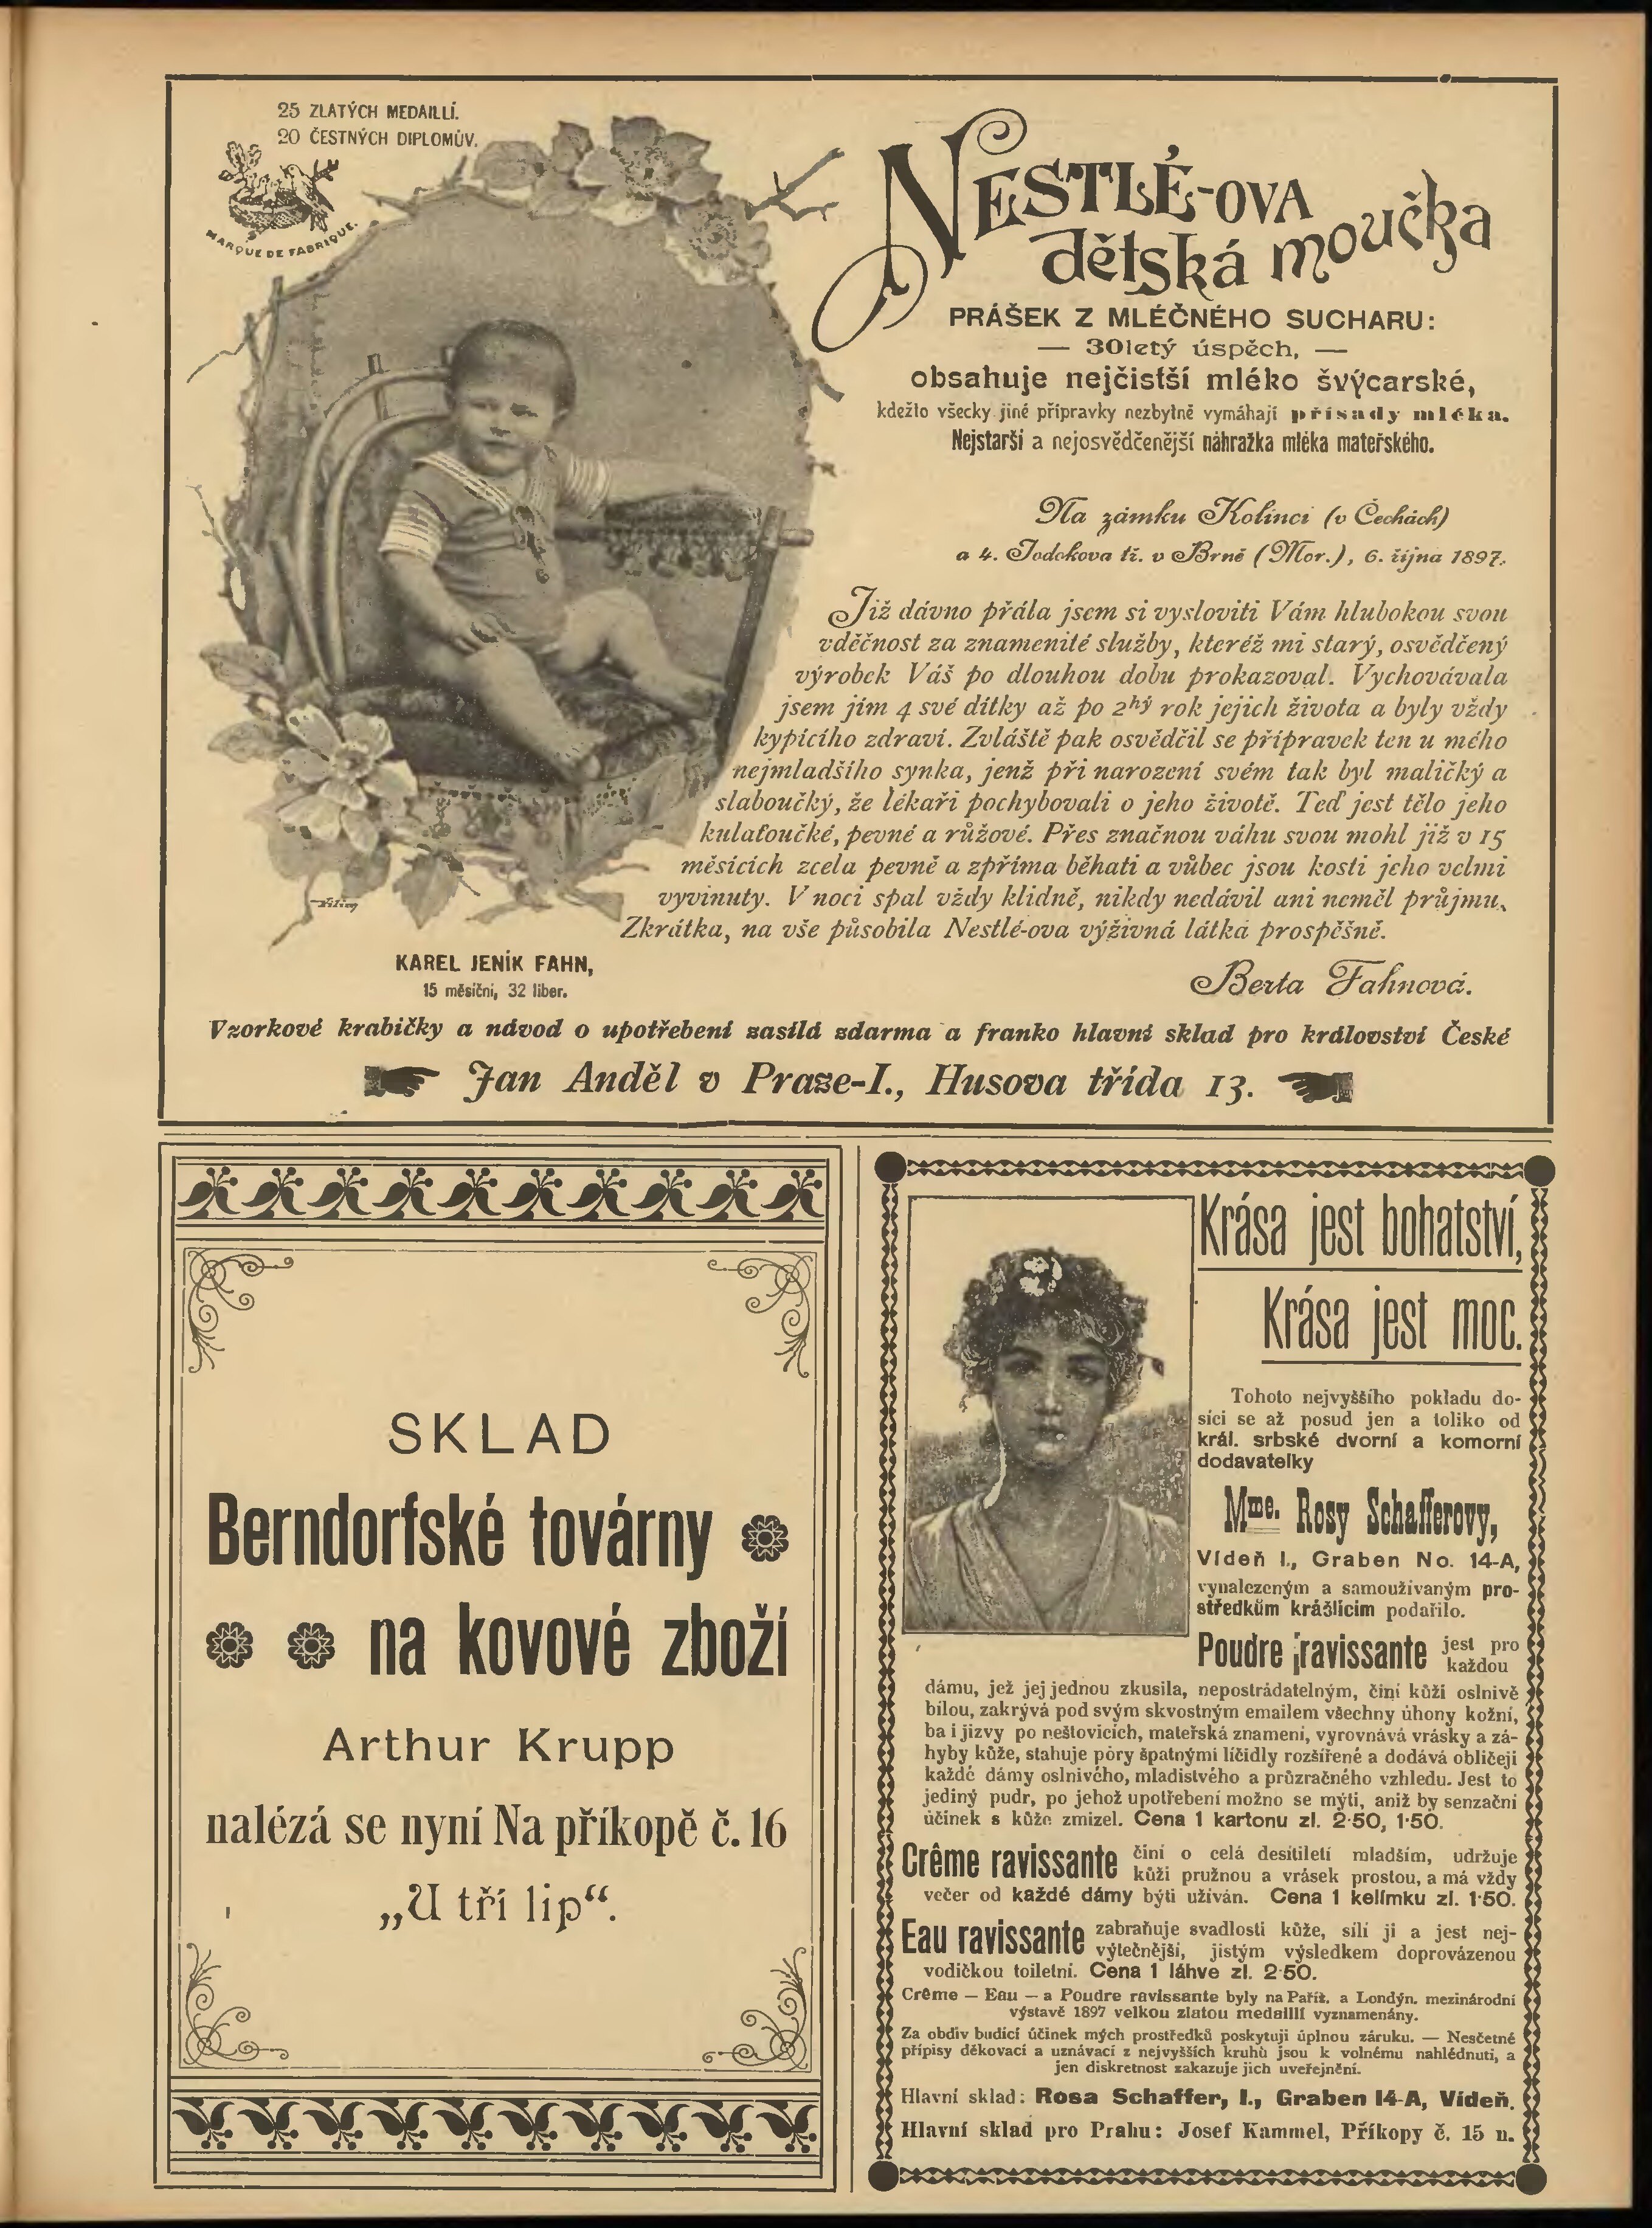 25 ZLATÝCH MEDAILLÍ.
20 ČESTNÝCH DIPLOMŮV.
MARQUE DE FABRIQUE.
NESTLÉ-OVA
dětská moučka
PRÁŠEK Z MLÉČNÉHO SUCHARU:
— 30letý úspěch, —
obsahuje nejčistší mléko švýcarské,
kdežto všecky jiné přípravky nezbytně vymáhají přísady mléka.
Nejstarší a nejosvědčenější náhražka mléka mateřského.
Na zámku Kolinci (v Čechách)
a 4. Jodokova tř. v Brně (Mor.), 6. října 1897.
Již dávno přála jsem si vysloviti Vám hlubokou svou
vděčnost za znamenité služby, kteréž mi starý, osvědčený
výrobek Váš po dlouhou dobu prokazoval. Vychovávala
jsem jím 4 své dítky až po 2hý rok jejich života a byly vždy
kypícího zdraví. Zvláště pak osvědčil se přípravek ten u mého
nejmladšího synka, jenž při narození svém tak byl maličký a
slaboučký, že lékaři pochybovali o jeho životě. Teď jest tělo jeho
kulaťoučké, pevné a růžové. Přes značnou váhu svou mohl již v 15
měsících zcela pevně a zpříma běhati a vůbec jsou kosti jeho velmi
vyvinuty. V noci spal vždy klidně, nikdy nedávil ani neměl průjmu.
Zkrátka, na vše působila Nestlé-ova výživná látka prospěšně.
Berta Fahnová.
KAREL JENÍK FAHN,
15 měsíční, 32 liber.
Vzorkové krabičky a návod o upotřebení zasílá zdarma a franko hlavní sklad pro království České
Jan Anděl v Praze-I., Husova třída 13.
SKLAD
Berndorfské továrny
na kovové zboží
Arthur Krupp
nalézá se nyní Na příkopě č. 16
„U tří lip“.
Krása jest bohatství,
Krása jest moc.
Tohoto nejvyššího pokladu do-
síci se až posud jen a toliko od
král. srbské dvorní a komorní
dodavatelky
Mme. Rosy Schafferovy,
Vídeň I., Graben No. 14-A,
vynalezeným a samoužívaným pro-
středkům krášlicím podařilo.
Poudre ravissante jest pro
každou
dámu, jež jej jednou zkusila, nepostrádatelným, činí kůži oslnivě
bílou, zakrývá pod svým skvostným emailem všechny úhony kožní,
ba i jizvy po neštovicích, mateřská znamení, vyrovnává vrásky a zá-
hyby kůže, stahuje póry špatnými líčidly rozšířené a dodává obličeji
každé dámy oslnivého, mladistvého a průzračného vzhledu. Jest to
jediný pudr, po jehož upotřebení možno se mýti, aniž by senzační
účinek s kůže zmizel. Cena 1 kartonu zl. 2·50, 1·50.
Crême ravissante činí o celá desítiletí mladším, udržuje
kůži pružnou a vrásek prostou, a má vždy
večer od každé dámy býti užíván. Cena 1 kelímku zl. 1·50.
Eau ravissante zabraňuje svadlosti kůže, sílí ji a jest nej-
výtečnější, jistým výsledkem doprovázenou
vodičkou toiletní. Cena 1 láhve zl. 2·50.
Crême — Eau — a Poudre ravissante byly na Paříž. a Londýn. mezinárodní
výstavě 1897 velkou zlatou medaillí vyznamenány.
Za obdiv budící účinek mých prostředků poskytuji úplnou záruku. — Nesčetné
přípisy děkovací a uznávací z nejvyšších kruhů jsou k volnému nahlédnutí, a
jen diskretnost zakazuje jich uveřejnění.
Hlavní sklad: Rosa Schaffer, I., Graben 14-A, Vídeň.
Hlavní sklad pro Prahu: Josef Kammel, Příkopy č. 15 n.